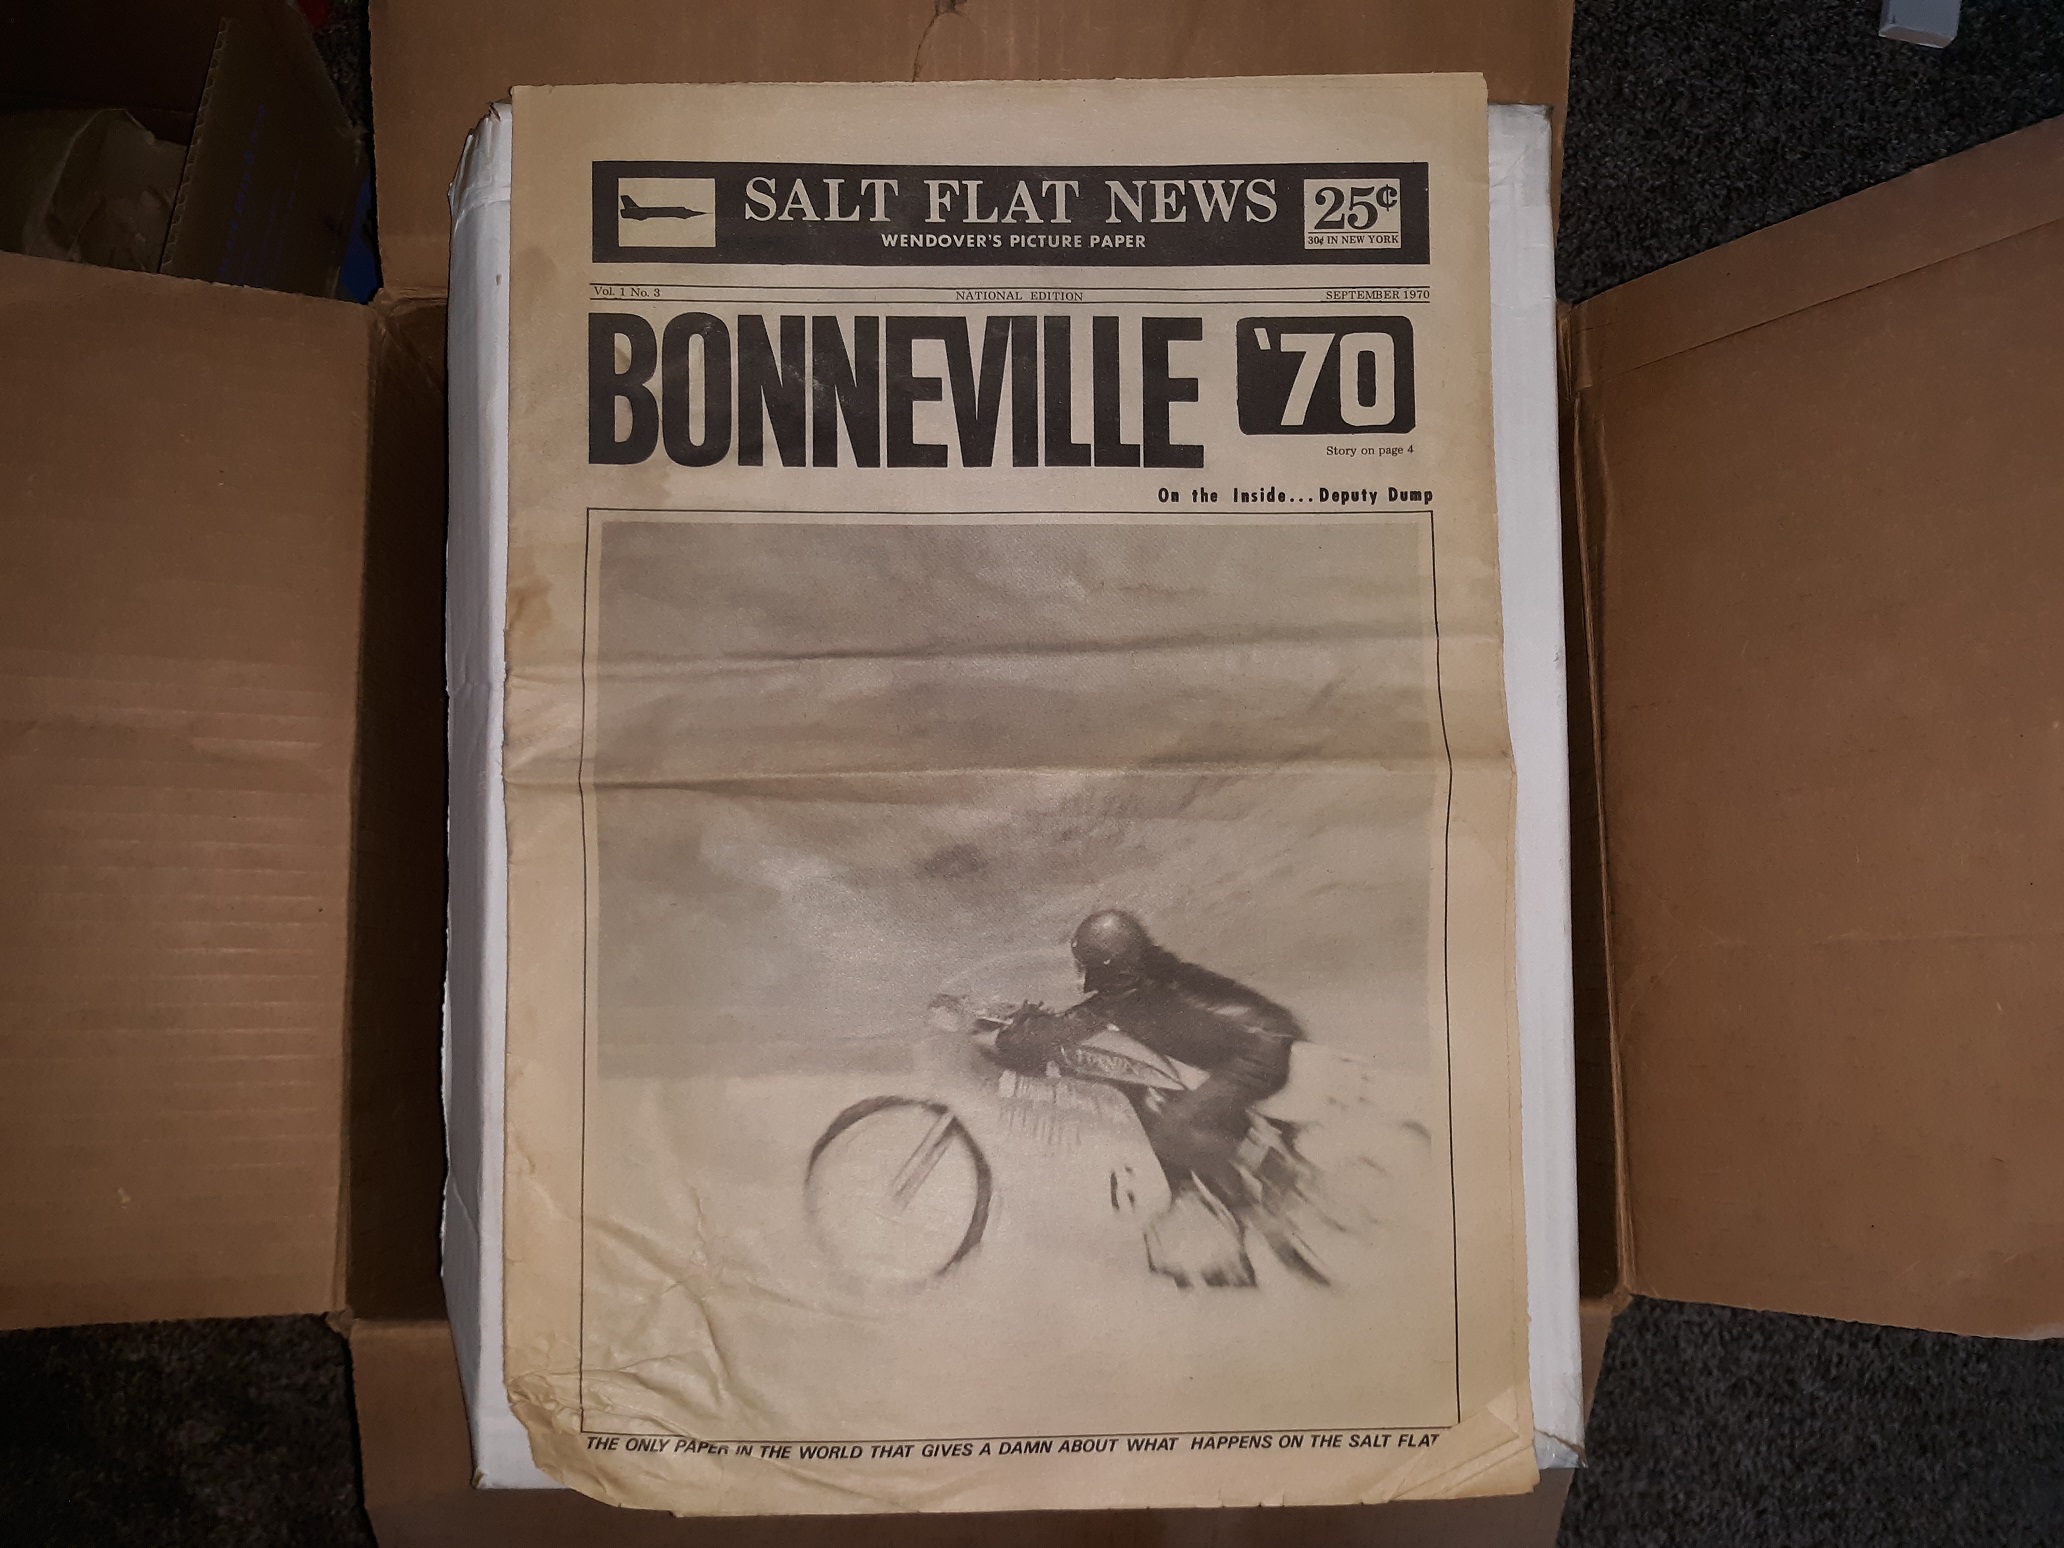 SALT FLAT NEWS
WENDOVER'S PICTURE PAPER
25¢
30¢ IN NEW YORK
Vol. 1 No. 3 NATIONAL EDITION SEPTEMBER 1970
BONNEVILLE '70
Story on page 4
On the Inside...Deputy Dump
THE ONLY PAPER IN THE WORLD THAT GIVES A DAMN ABOUT WHAT HAPPENS ON THE SALT FLAT